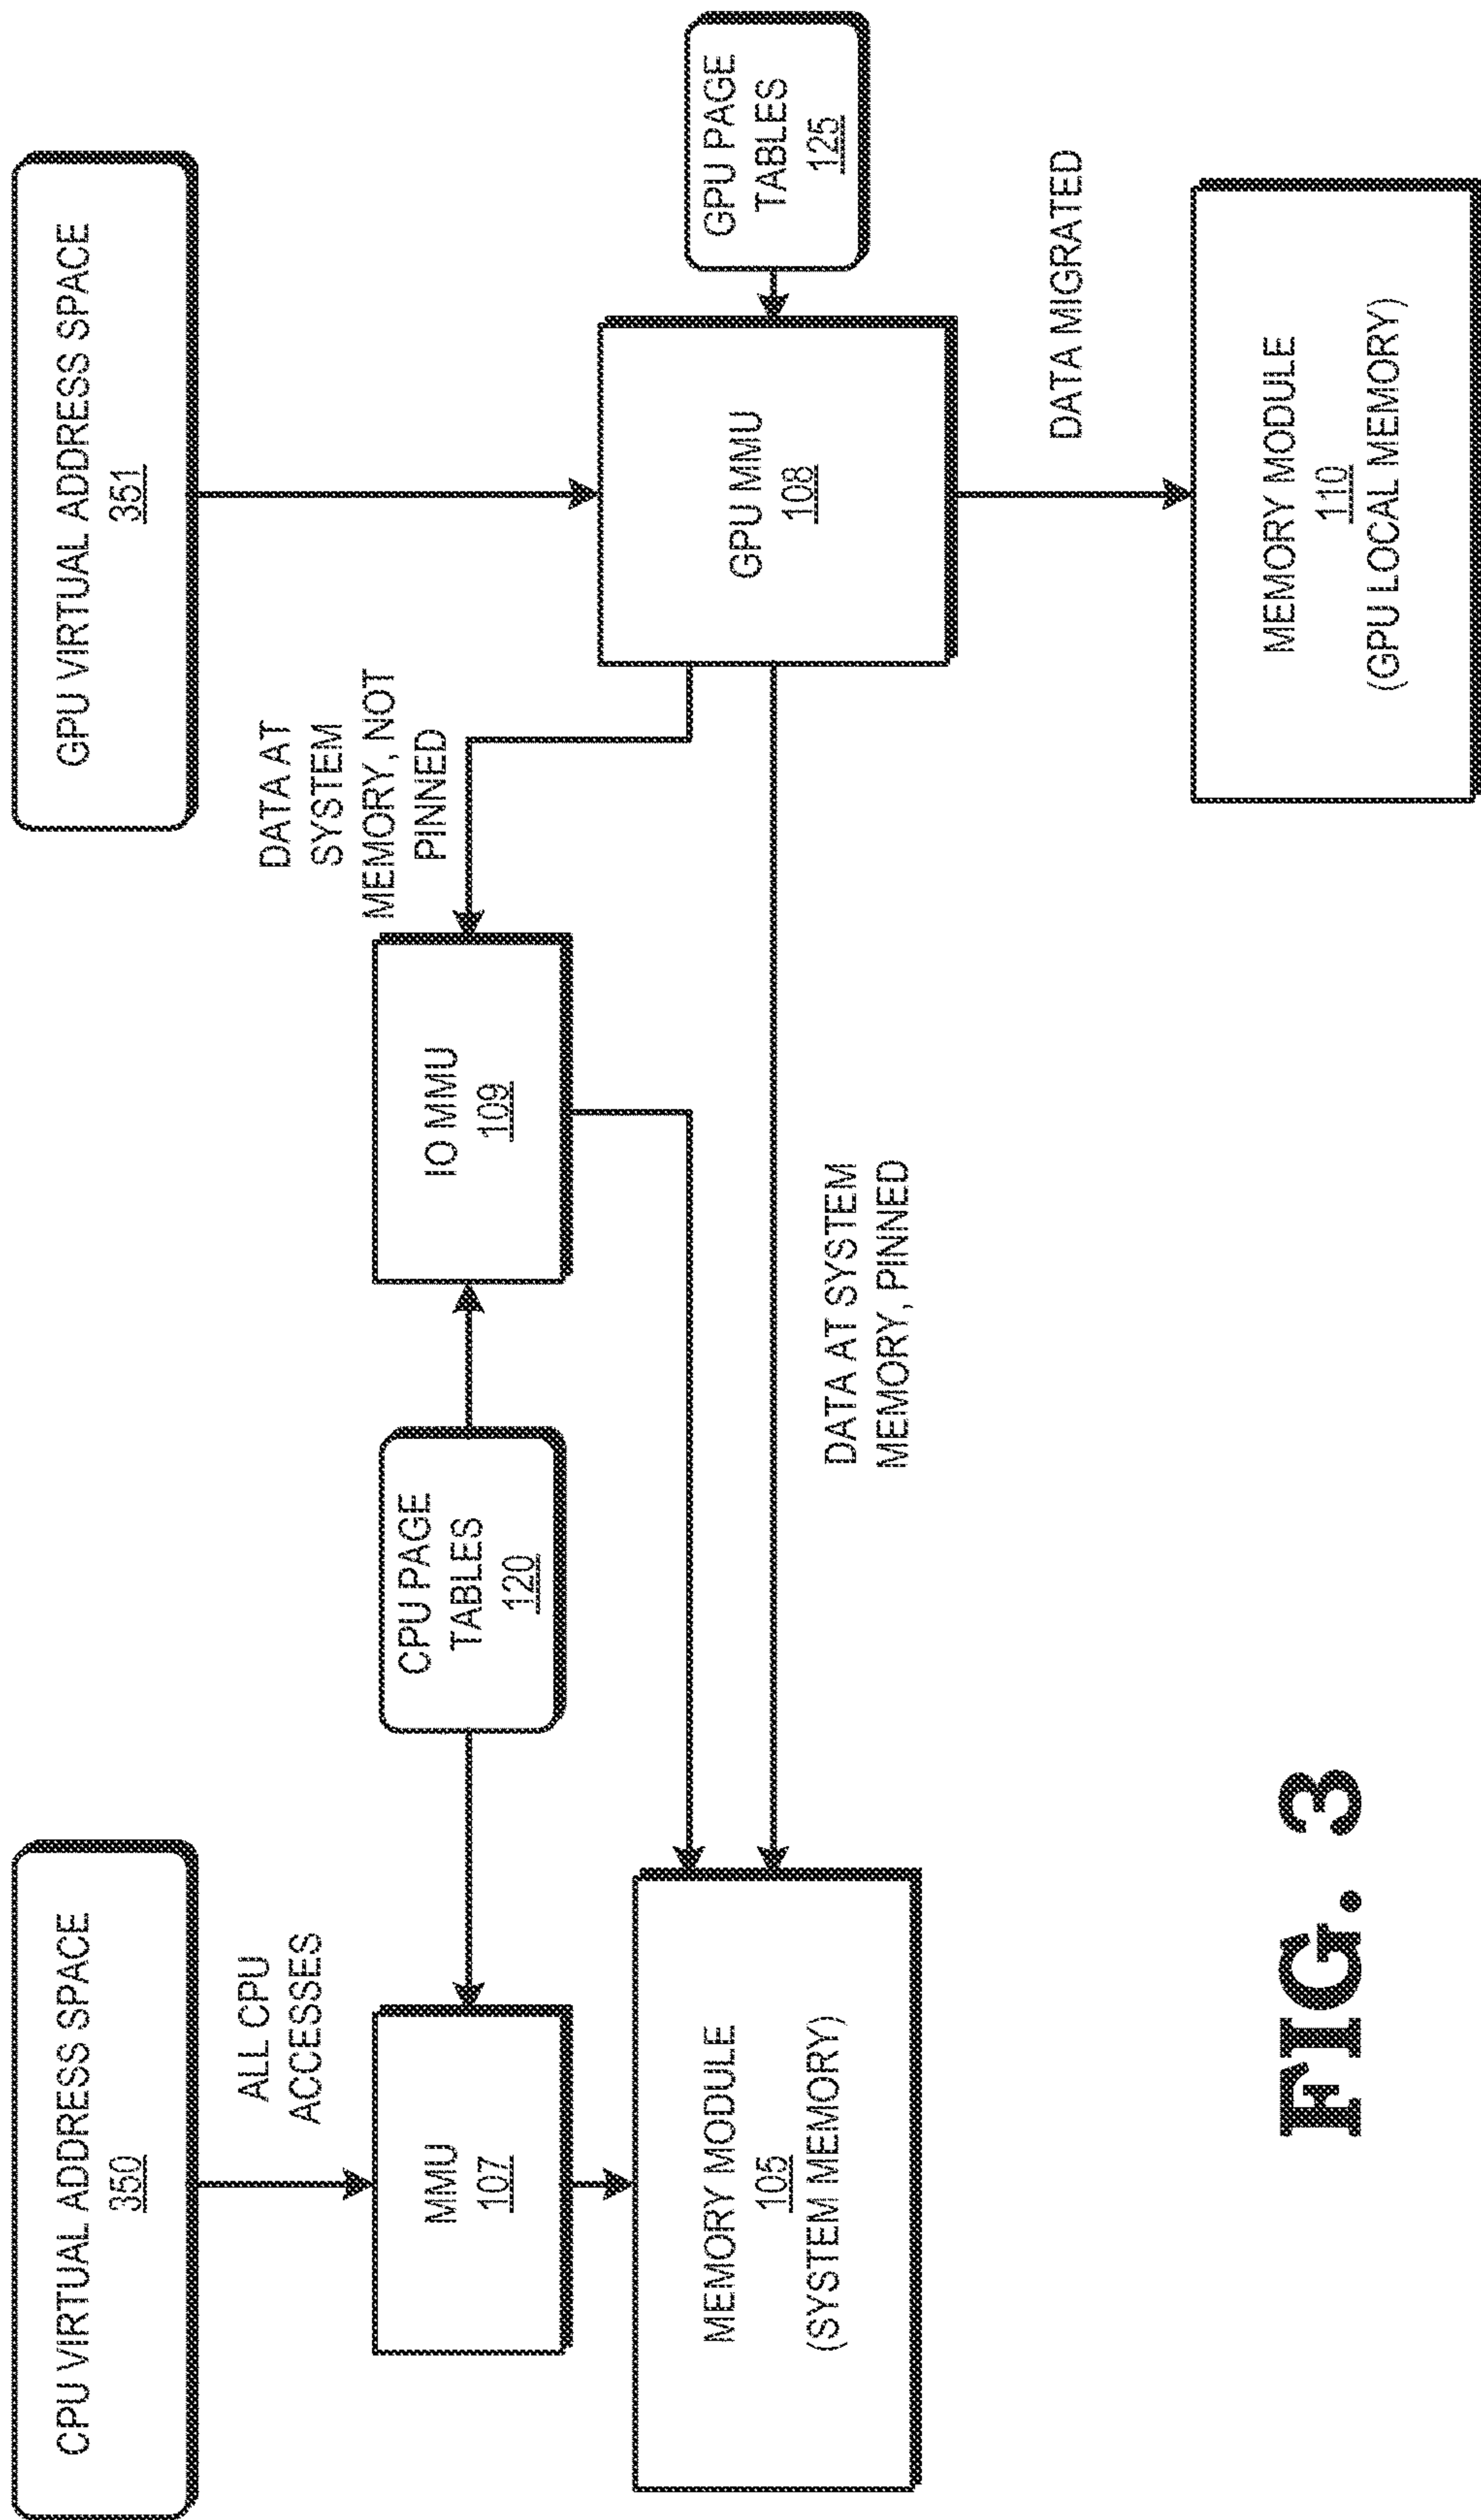 CPU VIRTUAL ADDRESS SPACE
350
GPU VIRTUAL ADDRESS SPACE
351
ALL CPU
ACCESSES
DATA AT
SYSTEM
MEMORY, NOT
PINNED
MMU
107
CPU PAGE
TABLES
120
IO MMU
109
GPU MMU
108
GPU PAGE
TABLES
125
MEMORY MODULE
105
(SYSTEM MEMORY)
DATA AT SYSTEM
MEMORY, PINNED
DATA MIGRATED
MEMORY MODULE
110
(GPU LOCAL MEMORY)
FIG. 3